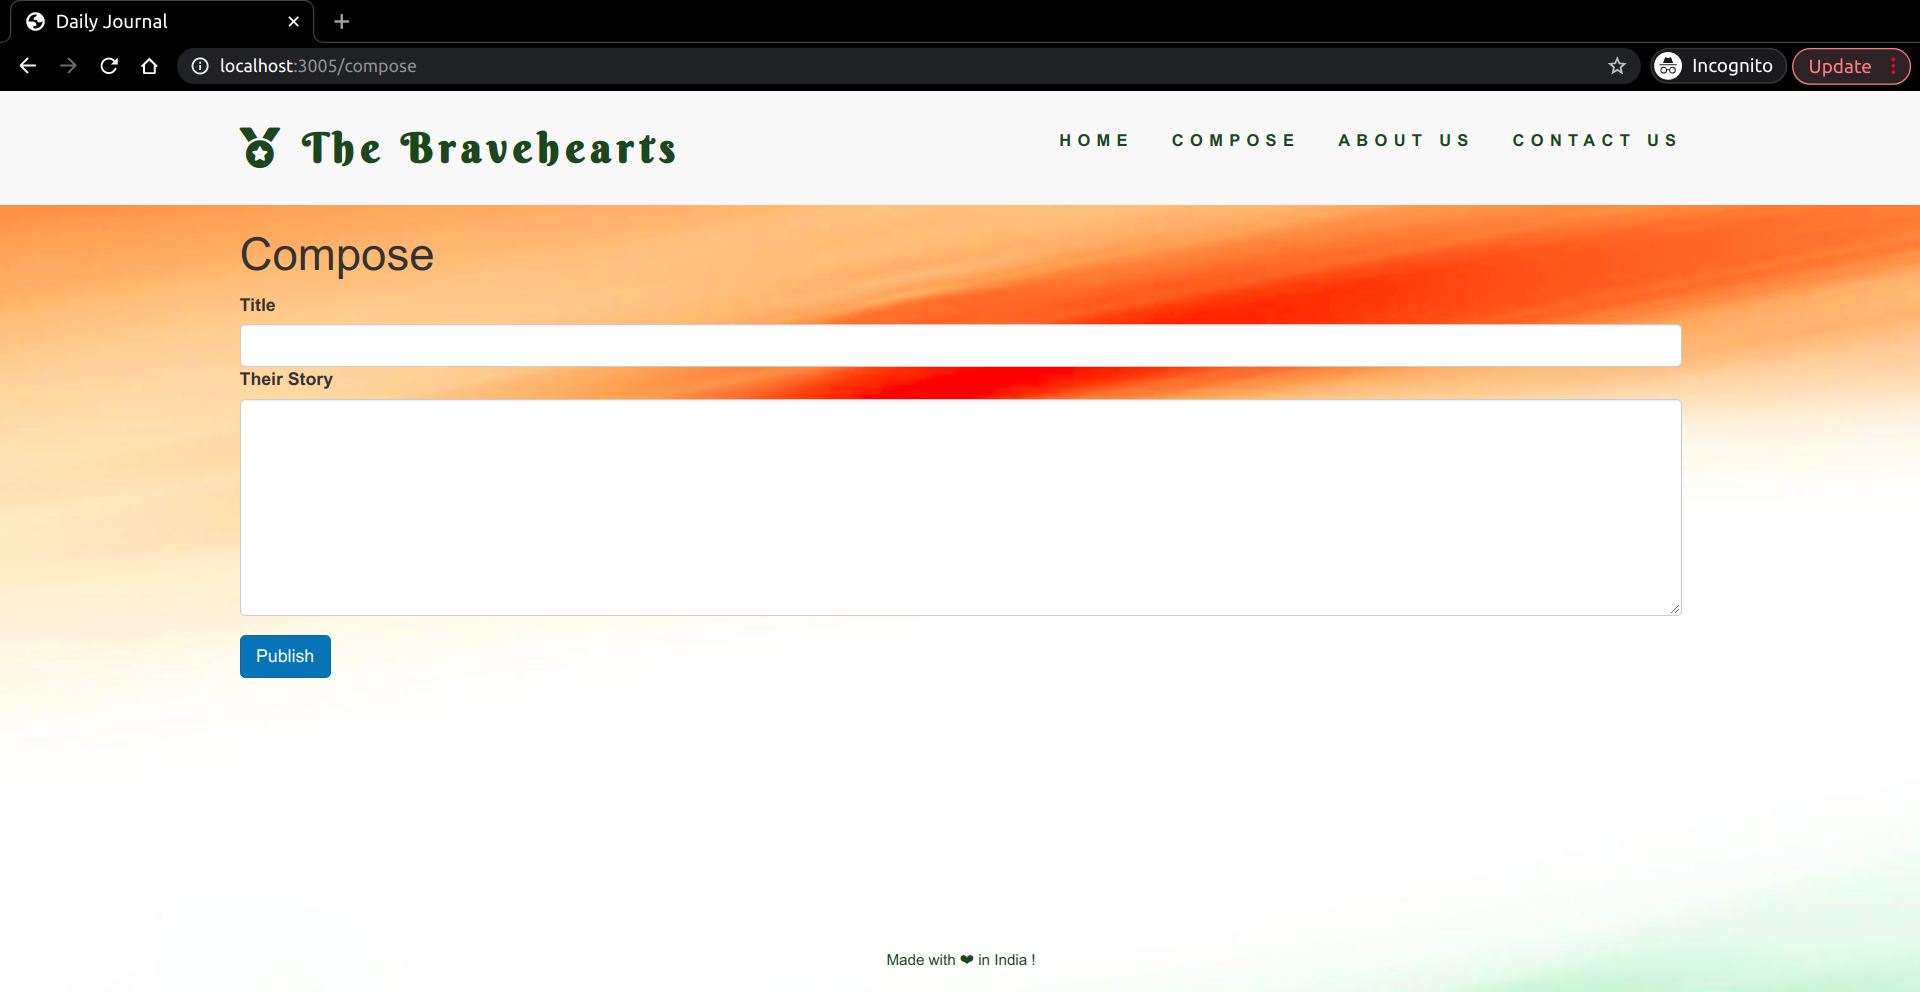 Daily Journal
localhost:3005/compose
Incognito
Update
The Bravehearts
HOME COMPOSE ABOUT US CONTACT US
Compose
Title
Their Story
Publish
Made with ❤ in India !